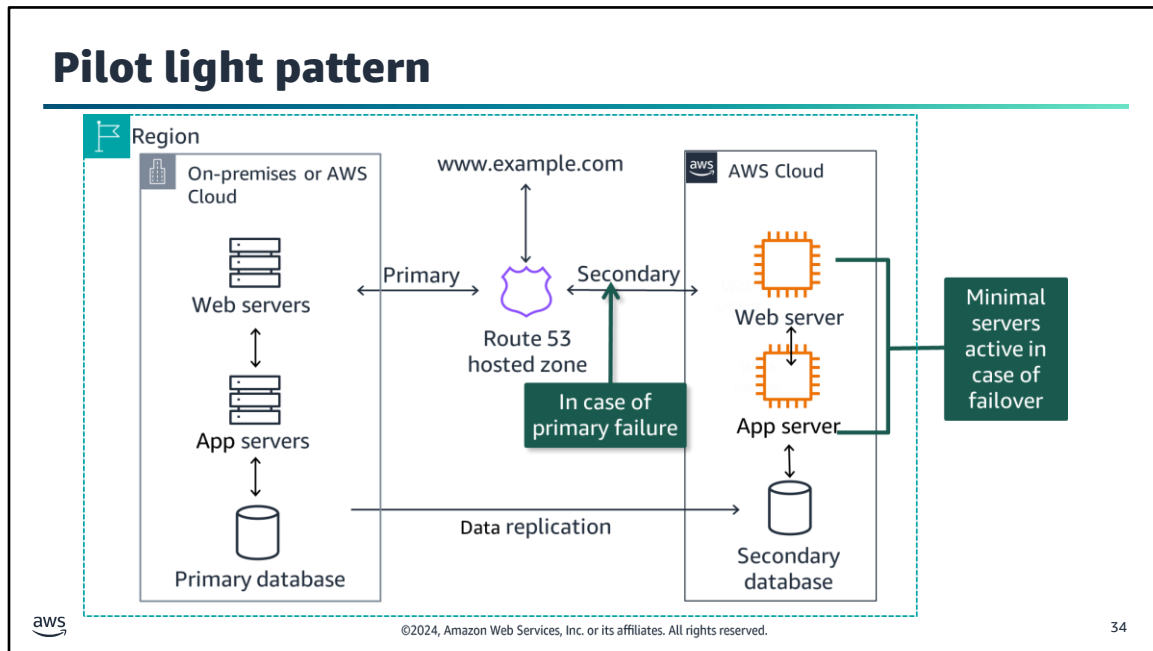 Pilot light pattern
Region
On-premises or AWS
Cloud
www.example.com
aws
AWS Cloud
Primary
Secondary
Web servers
Web server
Route 53
hosted zone
In case of
primary failure
Minimal
servers
active in
case of
failover
App servers
App server
Data replication
Primary database
Secondary
database
aws
©2024, Amazon Web Services, Inc. or its affiliates. All rights reserved.
34